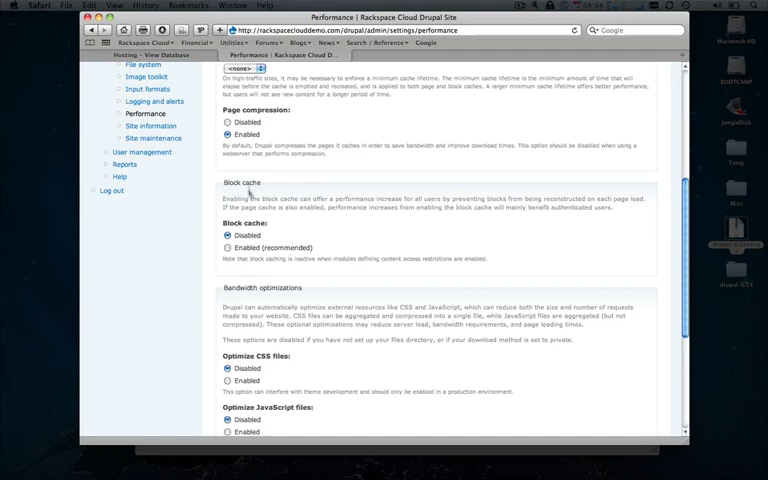 Safari File Edit View History Bookmarks Window Help
Performance | Rackspace Cloud Drupal Site
http://rackspaceclouddemo.com/drupal/admin/settings/performance
Google
Rackspace Cloud Financial Utilities Forums Blogs News Search / Reference Google
Hosting - View Database
Performance | Rackspace Cloud D...
File system
Image toolkit
Input formats
Logging and alerts
Performance
Site information
Site maintenance
User management
Reports
Help
Log out
<none>
On high-traffic sites, it may be necessary to enforce a minimum cache lifetime. The minimum cache lifetime is the minimum amount of time that will
elapse before the cache is emptied and recreated, and is applied to both page and block caches. A larger minimum cache lifetime offers better performance,
but users will not see new content for a longer period of time.
Page compression:
Disabled
Enabled
By default, Drupal compresses the pages it caches in order to save bandwidth and improve download times. This option should be disabled when using a
webserver that performs compression.
Block cache
Enabling the block cache can offer a performance increase for all users by preventing blocks from being reconstructed on each page load.
If the page cache is also enabled, performance increases from enabling the block cache will mainly benefit authenticated users.
Block cache:
Disabled
Enabled (recommended)
Note that block caching is inactive when modules defining content access restrictions are enabled.
Bandwidth optimizations
Drupal can automatically optimize external resources like CSS and JavaScript, which can reduce both the size and number of requests
made to your website. CSS files can be aggregated and compressed into a single file, while JavaScript files are aggregated (but not
compressed). These optional optimizations may reduce server load, bandwidth requirements, and page loading times.
These options are disabled if you have not set up your files directory, or if your download method is set to private.
Optimize CSS files:
Disabled
Enabled
This option can interfere with theme development and should only be enabled in a production environment.
Optimize JavaScript files:
Disabled
Enabled
Macintosh HD
BOOTCAMP
JungleDisk
Temp
Misc